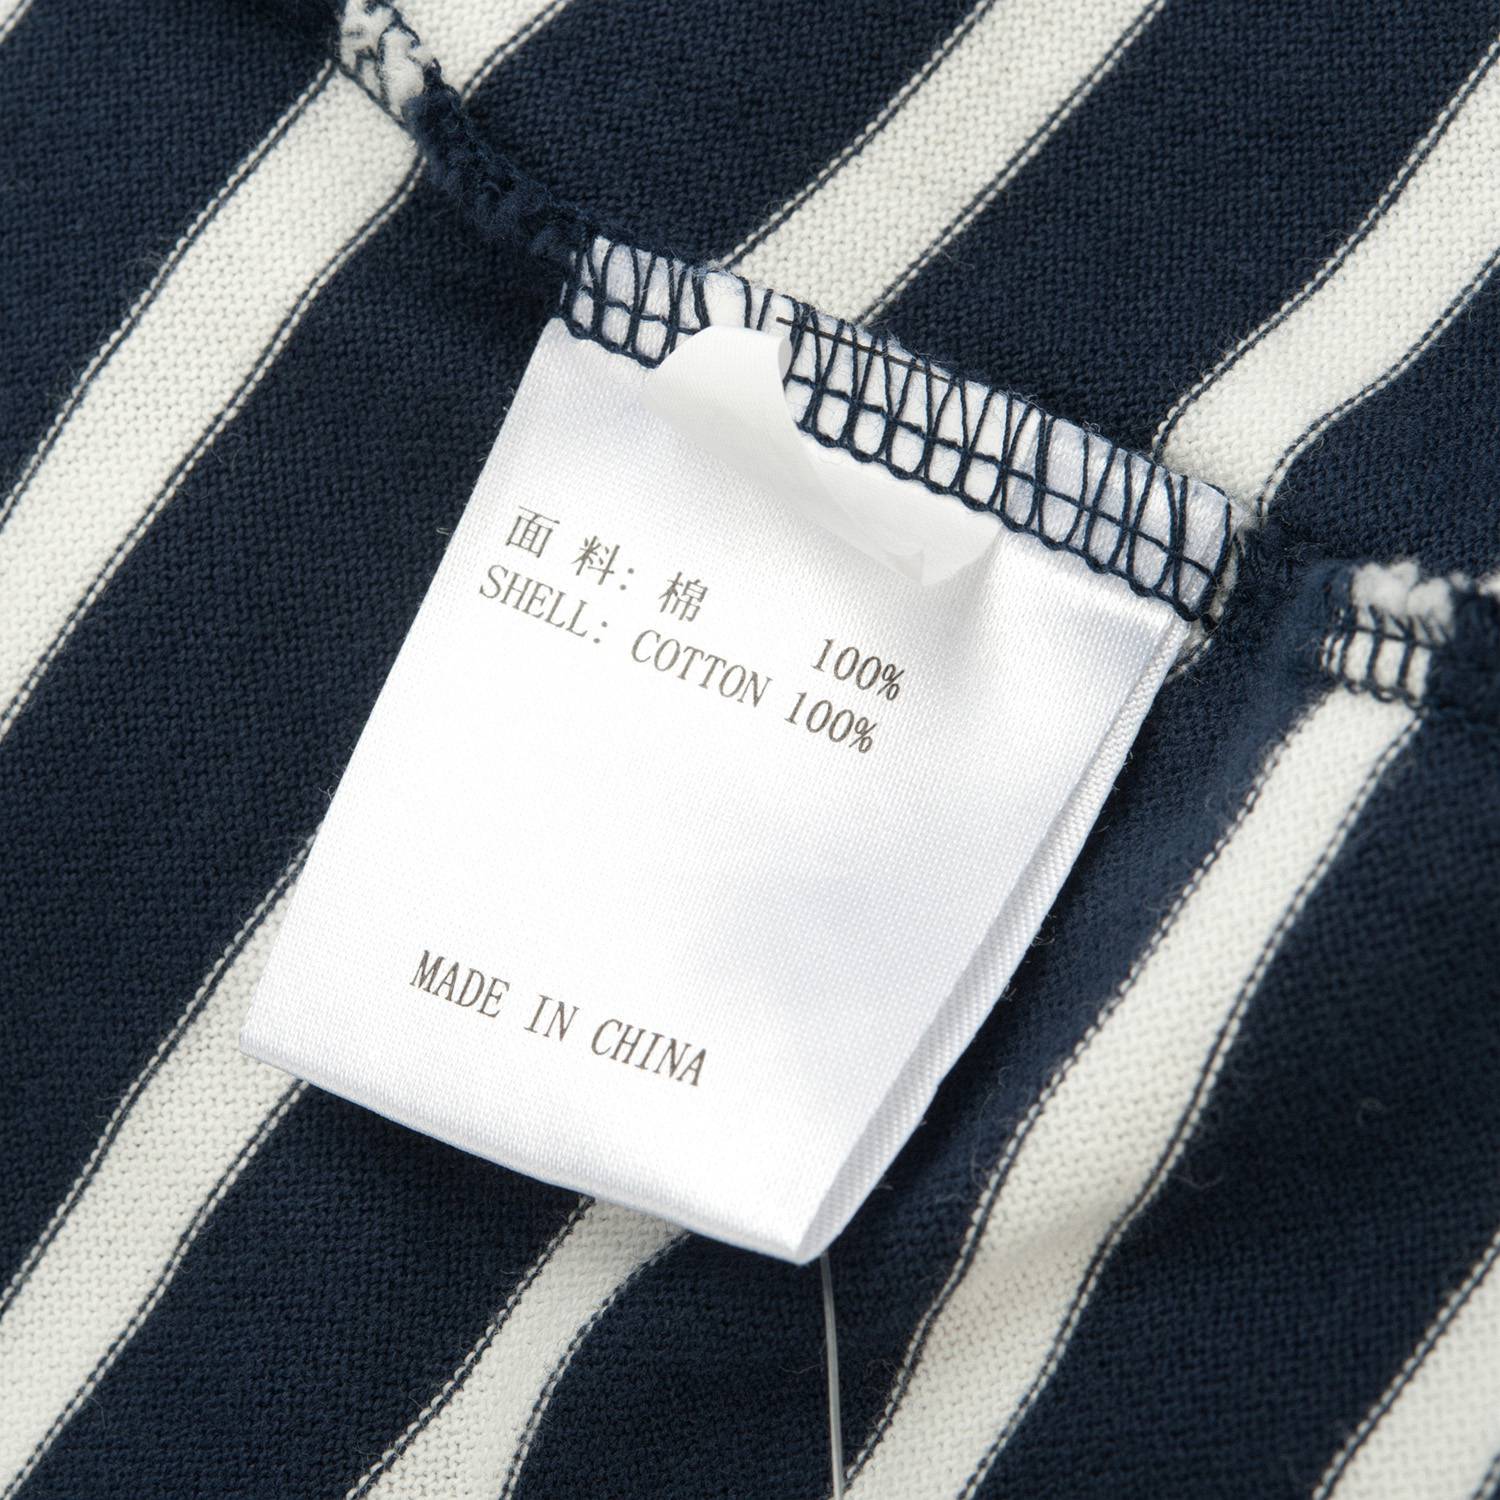 面 料: 棉 100%
SHELL: COTTON 100%
MADE IN CHINA